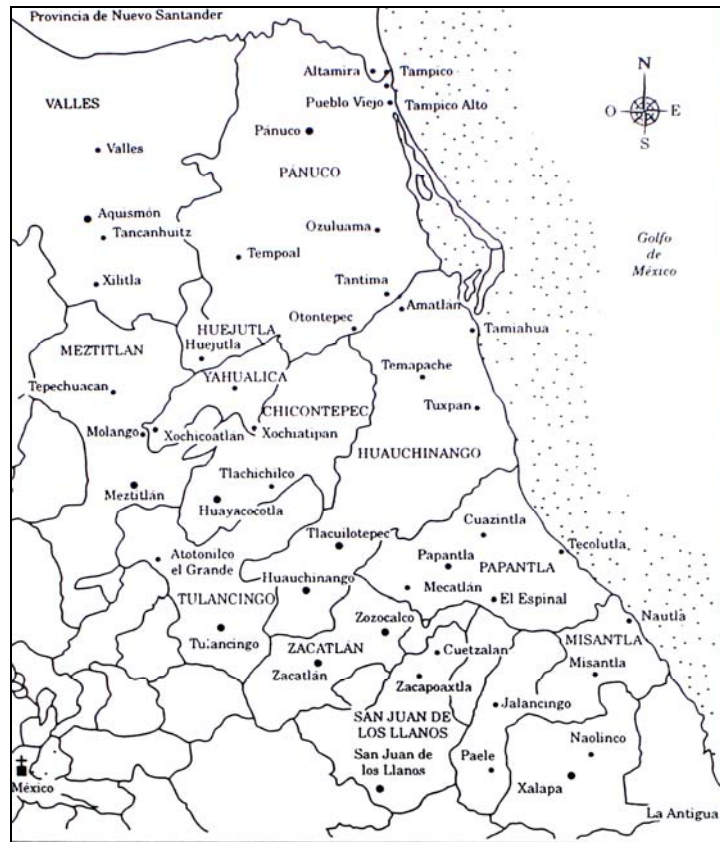 Provincia de Nuevo Santander
Altamira
Tampico
N
O
E
S
VALLES
Pueblo Viejo
Tampico Alto
Pánuco
Valles
PÁNUCO
Aquismón
Tancanhuitz
Ozuluama
Golfo
de
México
Tempoal
Xilitla
Tantima
Amatlán
Otontepec
Tamiahua
HUEJUTLA
Huejutla
MEZTITLAN
Temapache
YAHUALICA
Tepechuacan
CHICONTEPEC
Tuxpan
Molango
Xochicoatlán
Xochiatipan
HUAUCHINANGO
Tlachichilco
Meztitlán
Huayacocotla
Cuazintla
Tlacuilotepec
Tecolutla
Atotonilco
el Grande
Papantla
PAPANTLA
Huauchinango
Mecatlán
El Espinal
TULANCINGO
Nautla
Zozocalco
Tulancingo
ZACATLÁN
Cuetzalan
MISANTLA
Zacatlán
Misantla
Zacapoaxtla
Jalancingo
SAN JUAN DE
LOS LLANOS
San Juan de
los Llanos
Paele
Naolinco
Xalapa
México
La Antigua